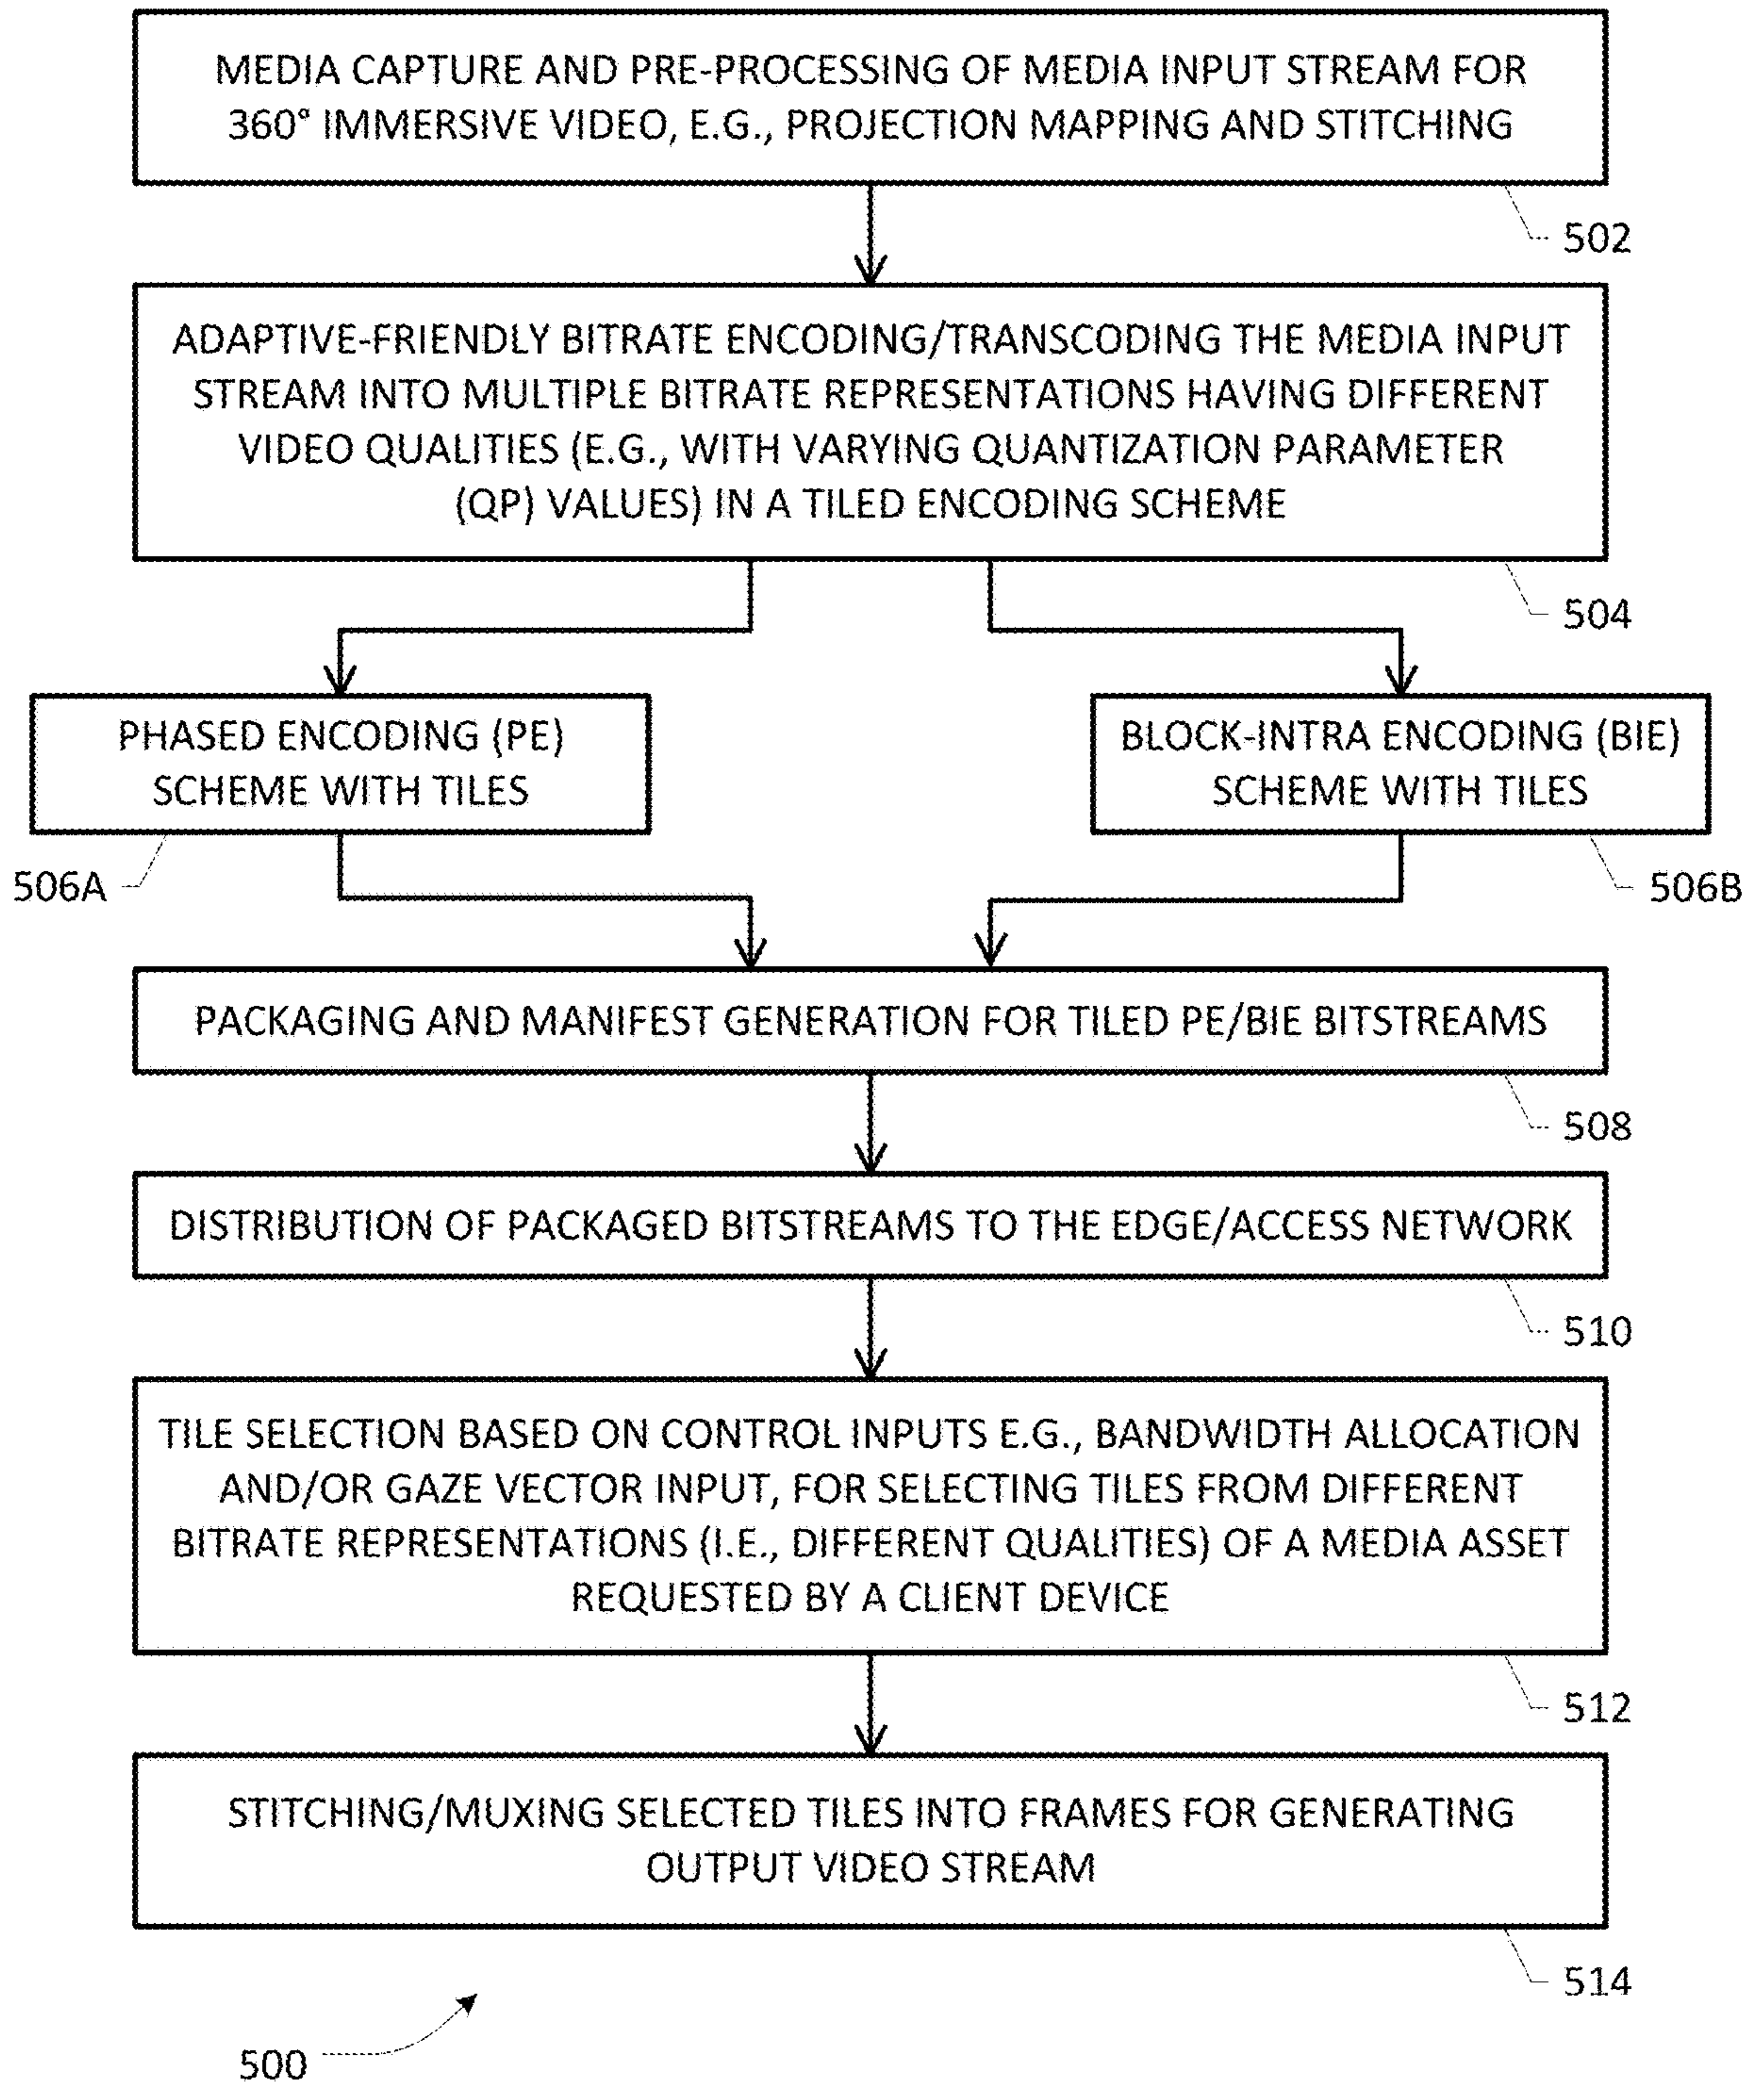 MEDIA CAPTURE AND PRE-PROCESSING OF MEDIA INPUT STREAM FOR
360° IMMERSIVE VIDEO, E.G., PROJECTION MAPPING AND STITCHING
502
ADAPTIVE-FRIENDLY BITRATE ENCODING/TRANSCODING THE MEDIA INPUT
STREAM INTO MULTIPLE BITRATE REPRESENTATIONS HAVING DIFFERENT
VIDEO QUALITIES (E.G., WITH VARYING QUANTIZATION PARAMETER
(QP) VALUES) IN A TILED ENCODING SCHEME
504
PHASED ENCODING (PE)
SCHEME WITH TILES
506A
BLOCK-INTRA ENCODING (BIE)
SCHEME WITH TILES
506B
PACKAGING AND MANIFEST GENERATION FOR TILED PE/BIE BITSTREAMS
508
DISTRIBUTION OF PACKAGED BITSTREAMS TO THE EDGE/ACCESS NETWORK
510
TILE SELECTION BASED ON CONTROL INPUTS E.G., BANDWIDTH ALLOCATION
AND/OR GAZE VECTOR INPUT, FOR SELECTING TILES FROM DIFFERENT
BITRATE REPRESENTATIONS (I.E., DIFFERENT QUALITIES) OF A MEDIA ASSET
REQUESTED BY A CLIENT DEVICE
512
STITCHING/MUXING SELECTED TILES INTO FRAMES FOR GENERATING
OUTPUT VIDEO STREAM
514
500